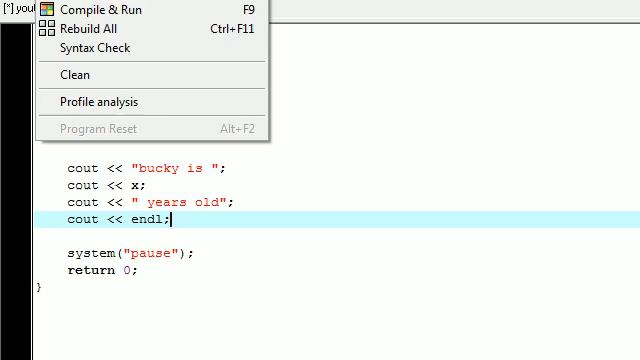 [*] yout
Compile & Run F9
Rebuild All Ctrl+F11
Syntax Check
Clean
Profile analysis
Program Reset Alt+F2
cout << "bucky is ";
cout << x;
cout << " years old";
cout << endl;
system("pause");
return 0;
}